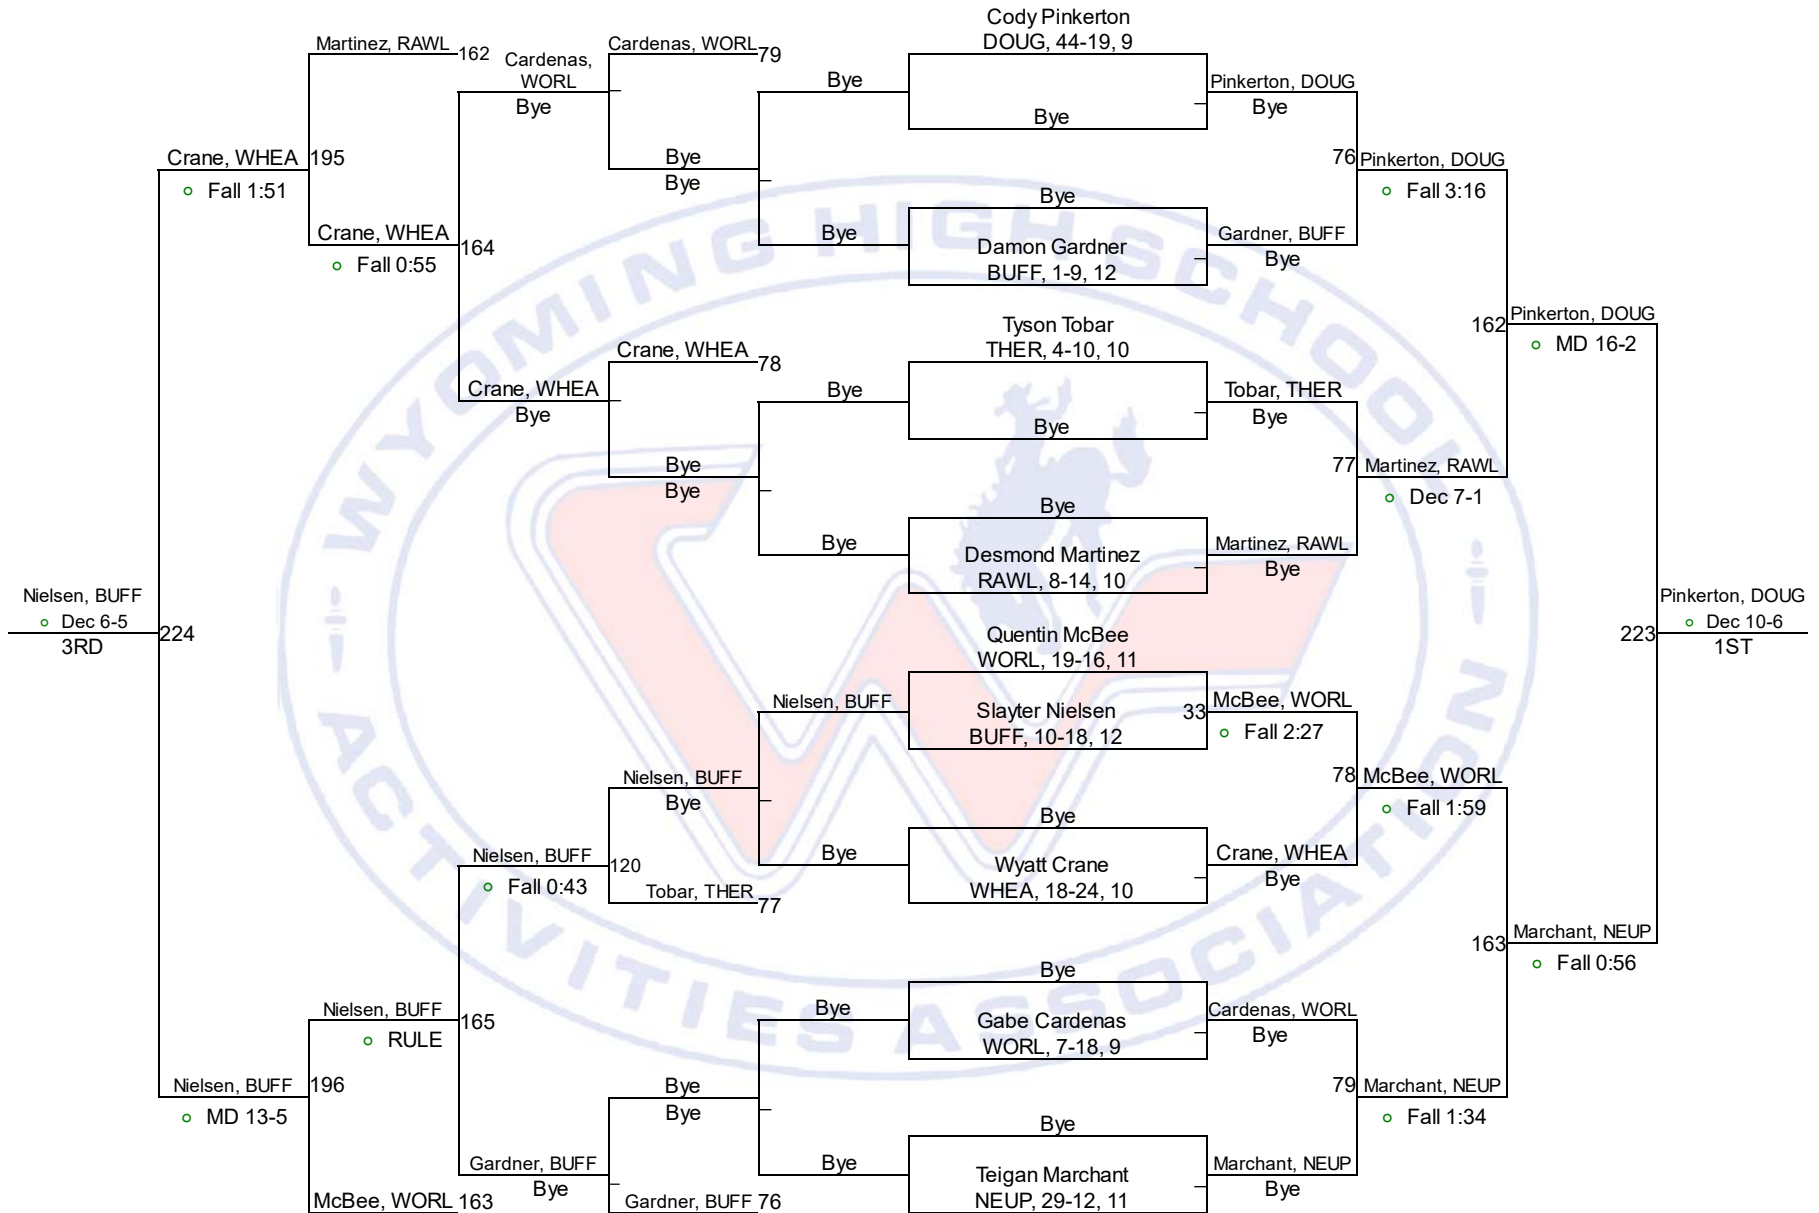 Cody Pinkerton
DOUG, 44-19, 9
Martinez, RAWL 162
Cardenas, WORL
Bye
Cardenas, WORL 79
Bye
Bye
Pinkerton, DOUG
Bye
Crane, WHEA 195
Fall 1:51
Bye
Bye
76 Pinkerton, DOUG
Fall 3:16
Bye
Crane, WHEA 164
Fall 0:55
Bye
Damon Gardner
BUFF, 1-9, 12
Gardner, BUFF
Bye
162 Pinkerton, DOUG
MD 16-2
Tyson Tobar
THER, 4-10, 10
Crane, WHEA 78
Crane, WHEA
Bye
Bye
Bye
Tobar, THER
Bye
Bye
Bye
77 Martinez, RAWL
Dec 7-1
Bye
Bye
Desmond Martinez
RAWL, 8-14, 10
Martinez, RAWL
Bye
Nielsen, BUFF
Dec 6-5
3RD
224
Pinkerton, DOUG
Dec 10-6
1ST
223
Quentin McBee
WORL, 19-16, 11
Nielsen, BUFF
Slayter Nielsen
BUFF, 10-18, 12
33 McBee, WORL
Fall 2:27
Nielsen, BUFF
Bye
78 McBee, WORL
Fall 1:59
Bye
Nielsen, BUFF 120
Fall 0:43
Bye
Wyatt Crane
WHEA, 18-24, 10
Crane, WHEA
Bye
Tobar, THER 77
163 Marchant, NEUP
Fall 0:56
Bye
Nielsen, BUFF 165
RULE
Bye
Gabe Cardenas
WORL, 7-18, 9
Cardenas, WORL
Bye
Nielsen, BUFF 196
MD 13-5
Bye
Bye
79 Marchant, NEUP
Fall 1:34
Bye
Gardner, BUFF
Bye
Bye
Teigan Marchant
NEUP, 29-12, 11
Marchant, NEUP
Bye
McBee, WORL 163
Gardner, BUFF 76
WYOMING HIGH SCHOOL
ACTIVITIES ASSOCIATION